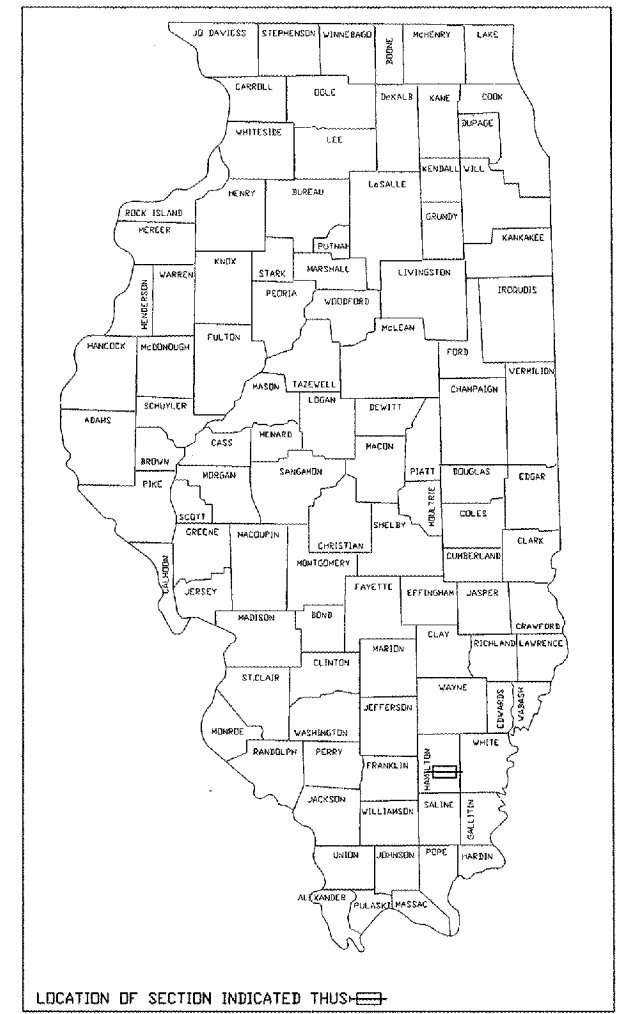 JO DAVIESS STEPHENSON WINNEBAGO BOONE McHENRY LAKE
CARROLL OGLE DeKALB KANE COOK
DUPAGE
WHITESIDE LEE
KENDALL WILL
HENRY BUREAU LaSALLE
ROCK ISLAND GRUNDY
MERCER PUTNAM KANKAKEE
WARREN KNOX STARK MARSHALL LIVINGSTON
HENDERSON PEORIA WOODFORD IROQUOIS
HANCOCK McDONOUGH FULTON McLEAN FORD
VERMILION
MASON TAZEWELL CHAMPAIGN
SCHUYLER LOGAN DEWITT
ADAMS CASS MENARD MACON
BROWN MORGAN SANGAMON PIATT DOUGLAS EDGAR
PIKE MOULTRIE
SCOTT SHELBY COLES
GREENE MACOUPIN CHRISTIAN CLARK
CALHOUN MONTGOMERY CUMBERLAND
JERSEY FAYETTE EFFINGHAM JASPER
MADISON BOND CRAWFORD
CLAY RICHLAND LAWRENCE
CLINTON MARION
ST.CLAIR WAYNE EDWARDS WABASH
JEFFERSON
MONROE WASHINGTON
RANDOLPH PERRY WHITE
FRANKLIN HAMILTON
JACKSON WILLIAMSON SALINE GALLITIN
UNION JOHNSON POPE HARDIN
ALEXANDER PULASKI MASSAC
LOCATION OF SECTION INDICATED THUS